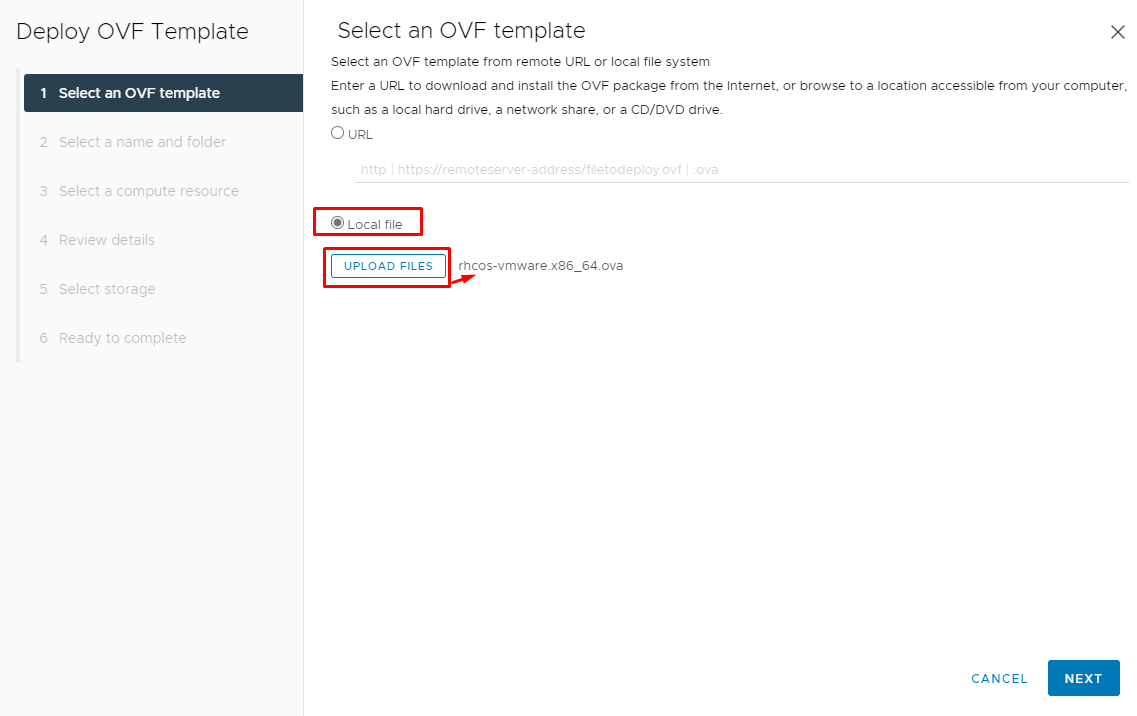 Deploy OVF Template
1 Select an OVF template
2 Select a name and folder
3 Select a compute resource
4 Review details
5 Select storage
6 Ready to complete
Select an OVF template
Select an OVF template from remote URL or local file system
Enter a URL to download and install the OVF package from the Internet, or browse to a location accessible from your computer,
such as a local hard drive, a network share, or a CD/DVD drive.
URL
http | https://remoteserver-address/filetodeploy.ovf | .ova
Local file
UPLOAD FILES rhcos-vmware.x86_64.ova
CANCEL NEXT